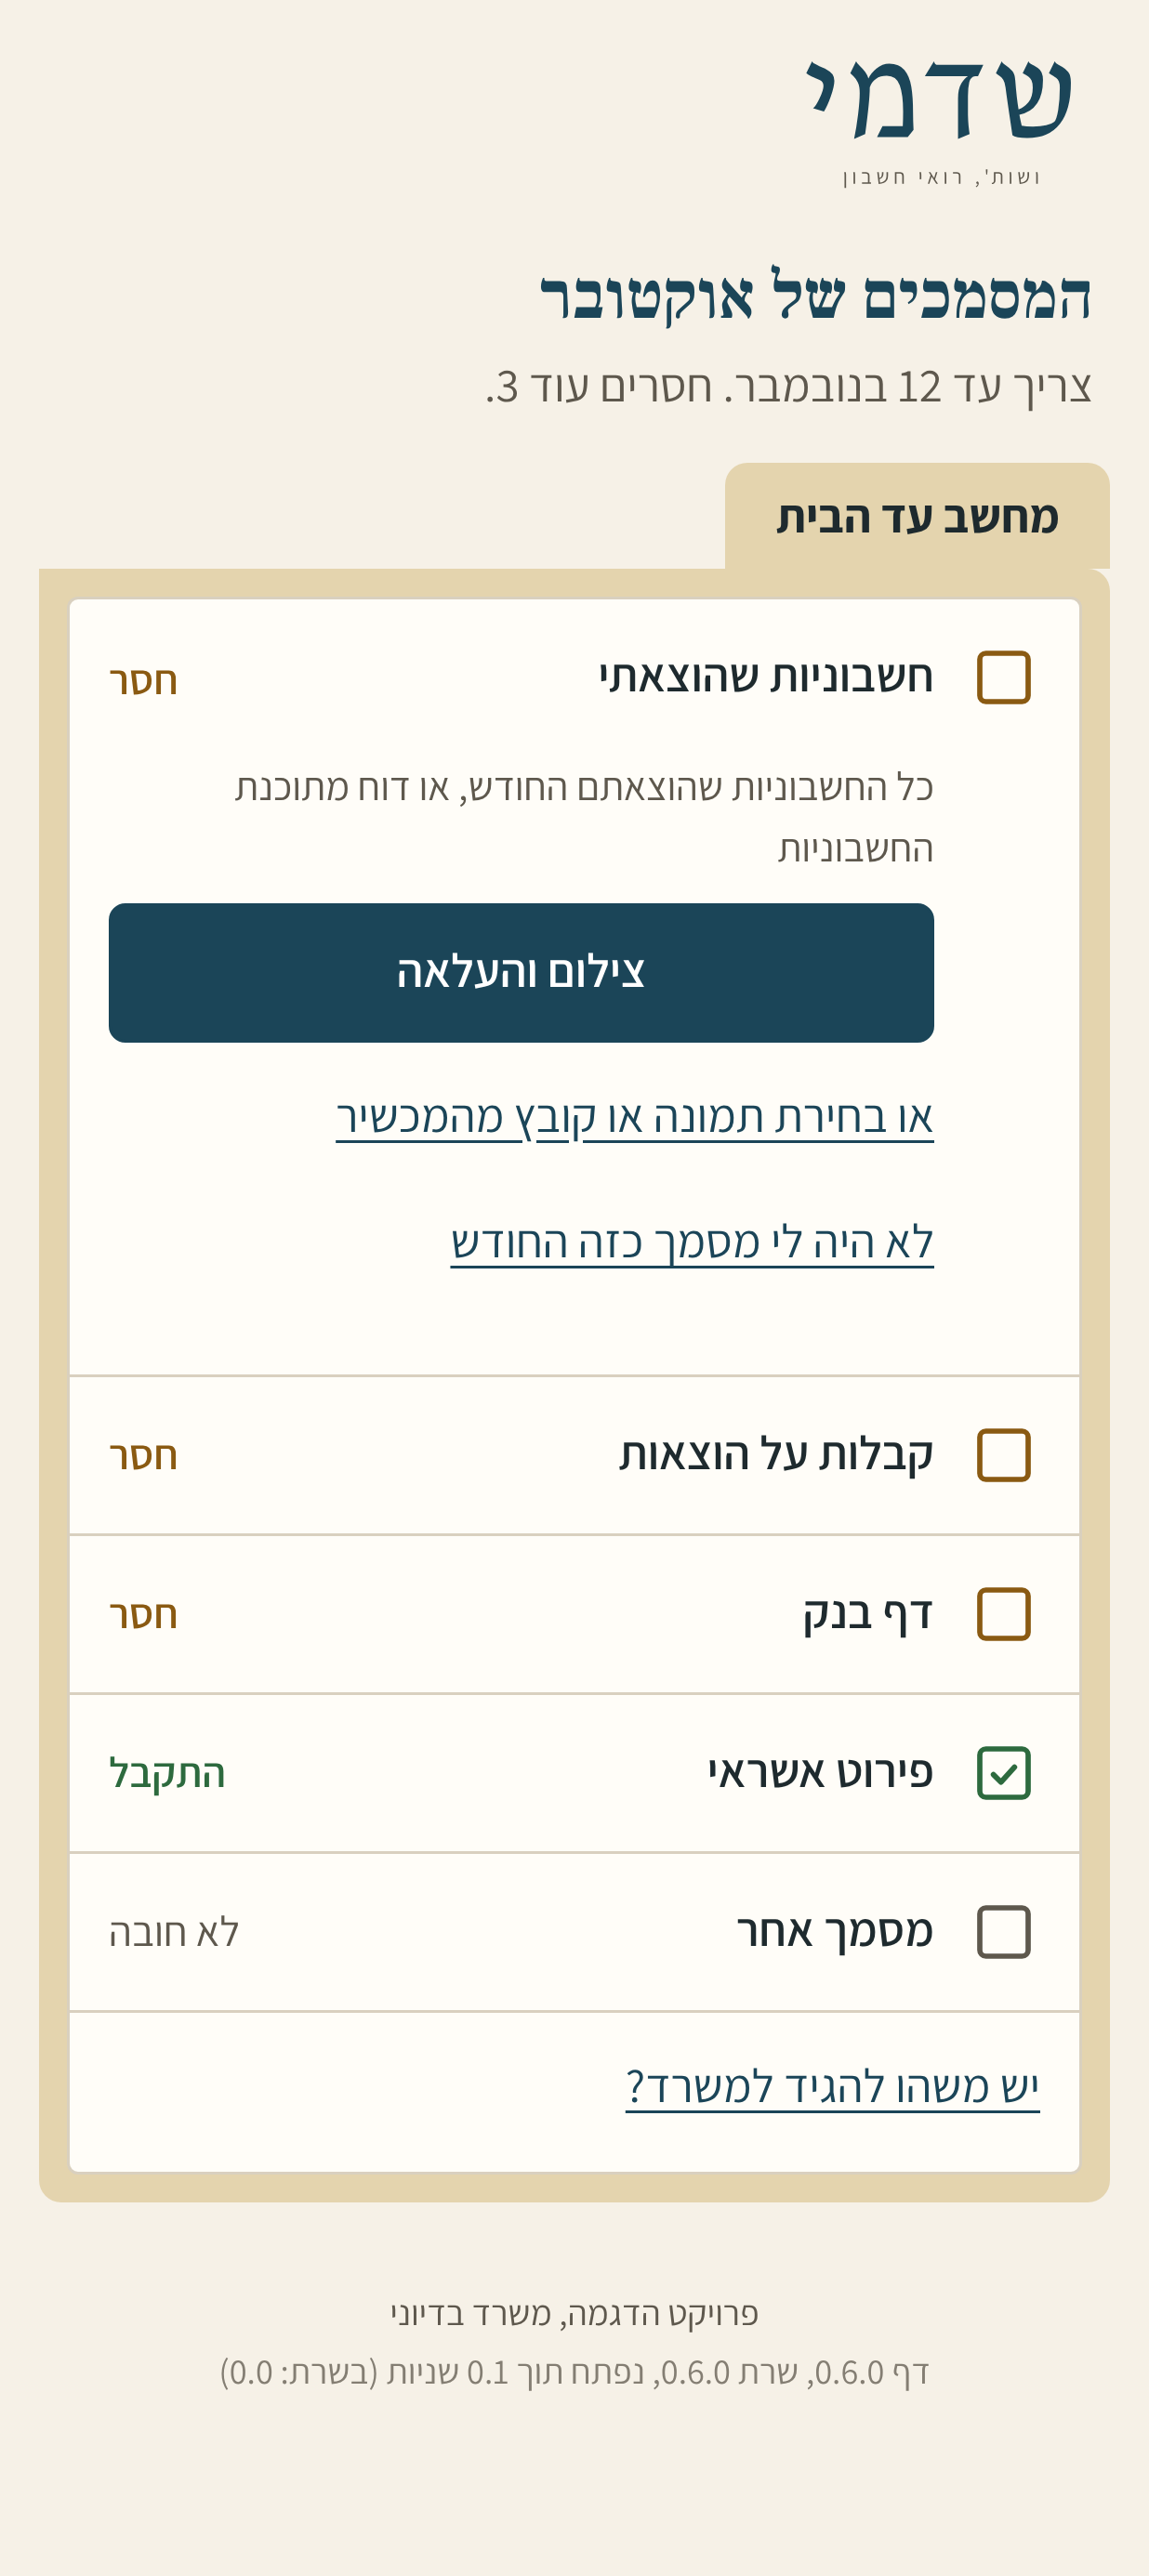 שדמי
ושות', רואי חשבון
המסמכים של אוקטובר
צריך עד 12 בנובמבר. חסרים עוד 3.
מחשב עד הבית
חשבוניות שהוצאתי
חסר
כל החשבוניות שהוצאתם החודש, או דוח מתוכנת
החשבוניות
צילום והעלאה
או בחירת תמונה או קובץ מהמכשיר
לא היה לי מסמך כזה החודש
קבלות על הוצאות
חסר
דף בנק
חסר
פירוט אשראי
התקבל
מסמך אחר
לא חובה
יש משהו להגיד למשרד?
פרויקט הדגמה, משרד בדיוני
דף 0.6.0, שרת 0.6.0, נפתח תוך 0.1 שניות (בשרת: 0.0)